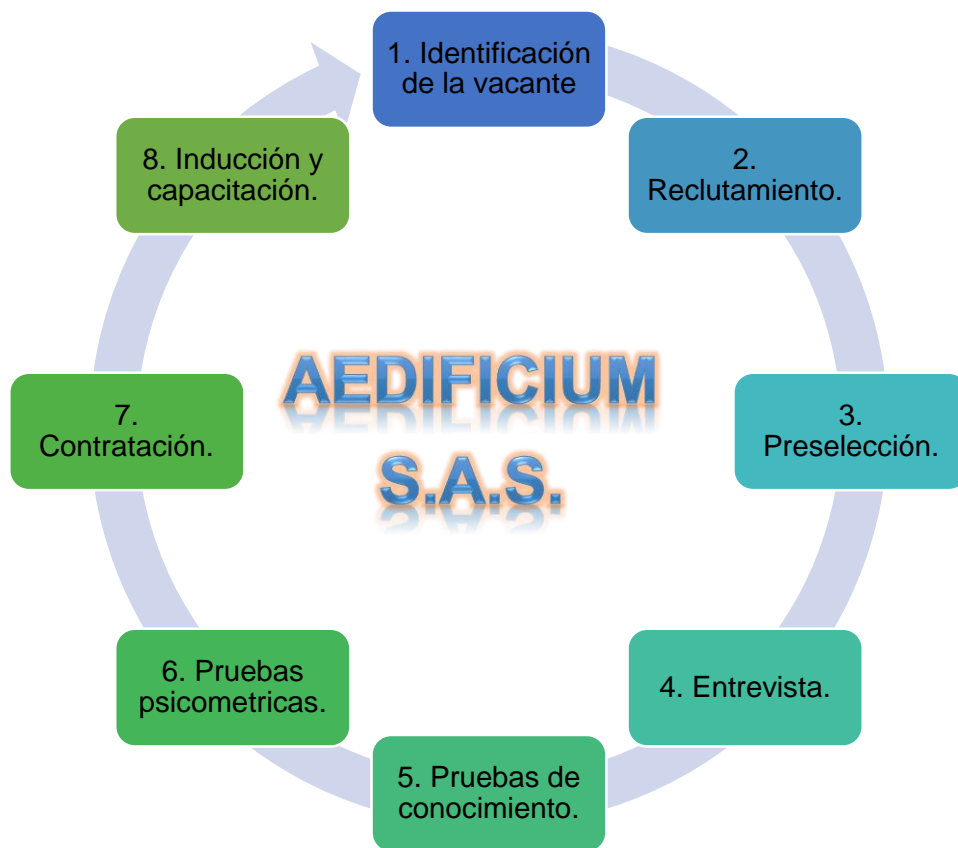 1. Identificación
de la vacante
2.
Reclutamiento.
3.
Preselección.
4. Entrevista.
5. Pruebas de
conocimiento.
6. Pruebas
psicometricas.
7.
Contratación.
8. Inducción y
capacitación.
AEDIFICIUM
S.A.S.